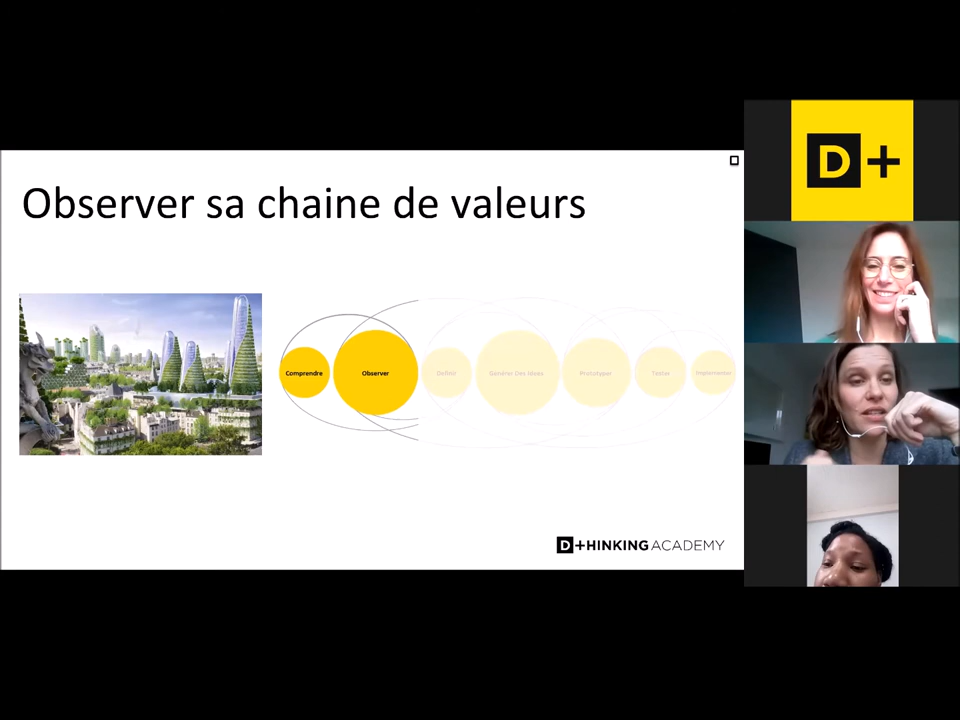 Observer sa chaine de valeurs
Comprendre
Observer
Définir
Générer Des Idées
Prototyper
Tester
Implémenter
D+HINKING ACADEMY
D+